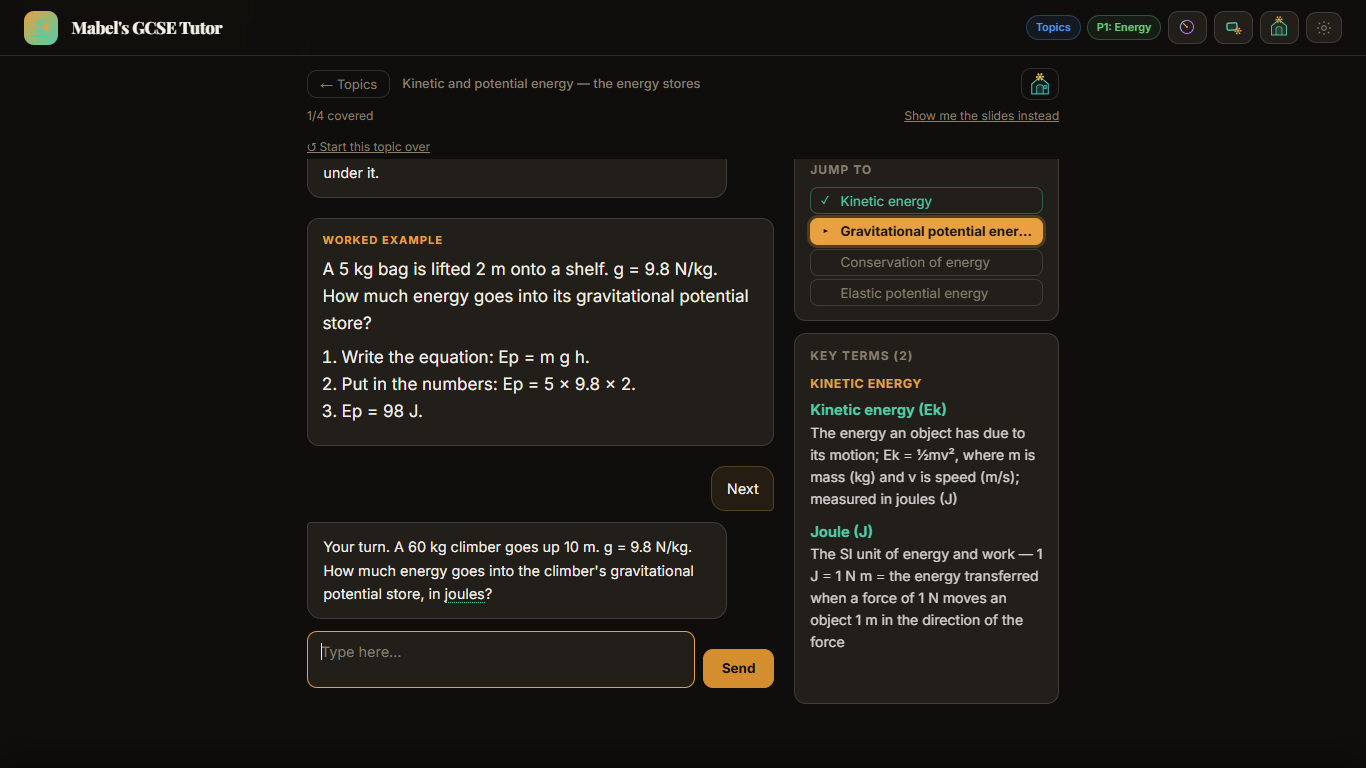 Mabel's GCSE Tutor
Topics
P1: Energy
← Topics
Kinetic and potential energy — the energy stores
1/4 covered
Show me the slides instead
↺ Start this topic over
under it.
WORKED EXAMPLE
A 5 kg bag is lifted 2 m onto a shelf. g = 9.8 N/kg.
How much energy goes into its gravitational potential
store?
1. Write the equation: Ep = m g h.
2. Put in the numbers: Ep = 5 × 9.8 × 2.
3. Ep = 98 J.
Next
Your turn. A 60 kg climber goes up 10 m. g = 9.8 N/kg.
How much energy goes into the climber's gravitational
potential store, in joules?
Type here...
Send
JUMP TO
✓ Kinetic energy
▸ Gravitational potential ener...
Conservation of energy
Elastic potential energy
KEY TERMS (2)
KINETIC ENERGY
Kinetic energy (Ek)
The energy an object has due to
its motion; Ek = ½mv², where m is
mass (kg) and v is speed (m/s);
measured in joules (J)
Joule (J)
The SI unit of energy and work — 1
J = 1 N m = the energy transferred
when a force of 1 N moves an
object 1 m in the direction of the
force